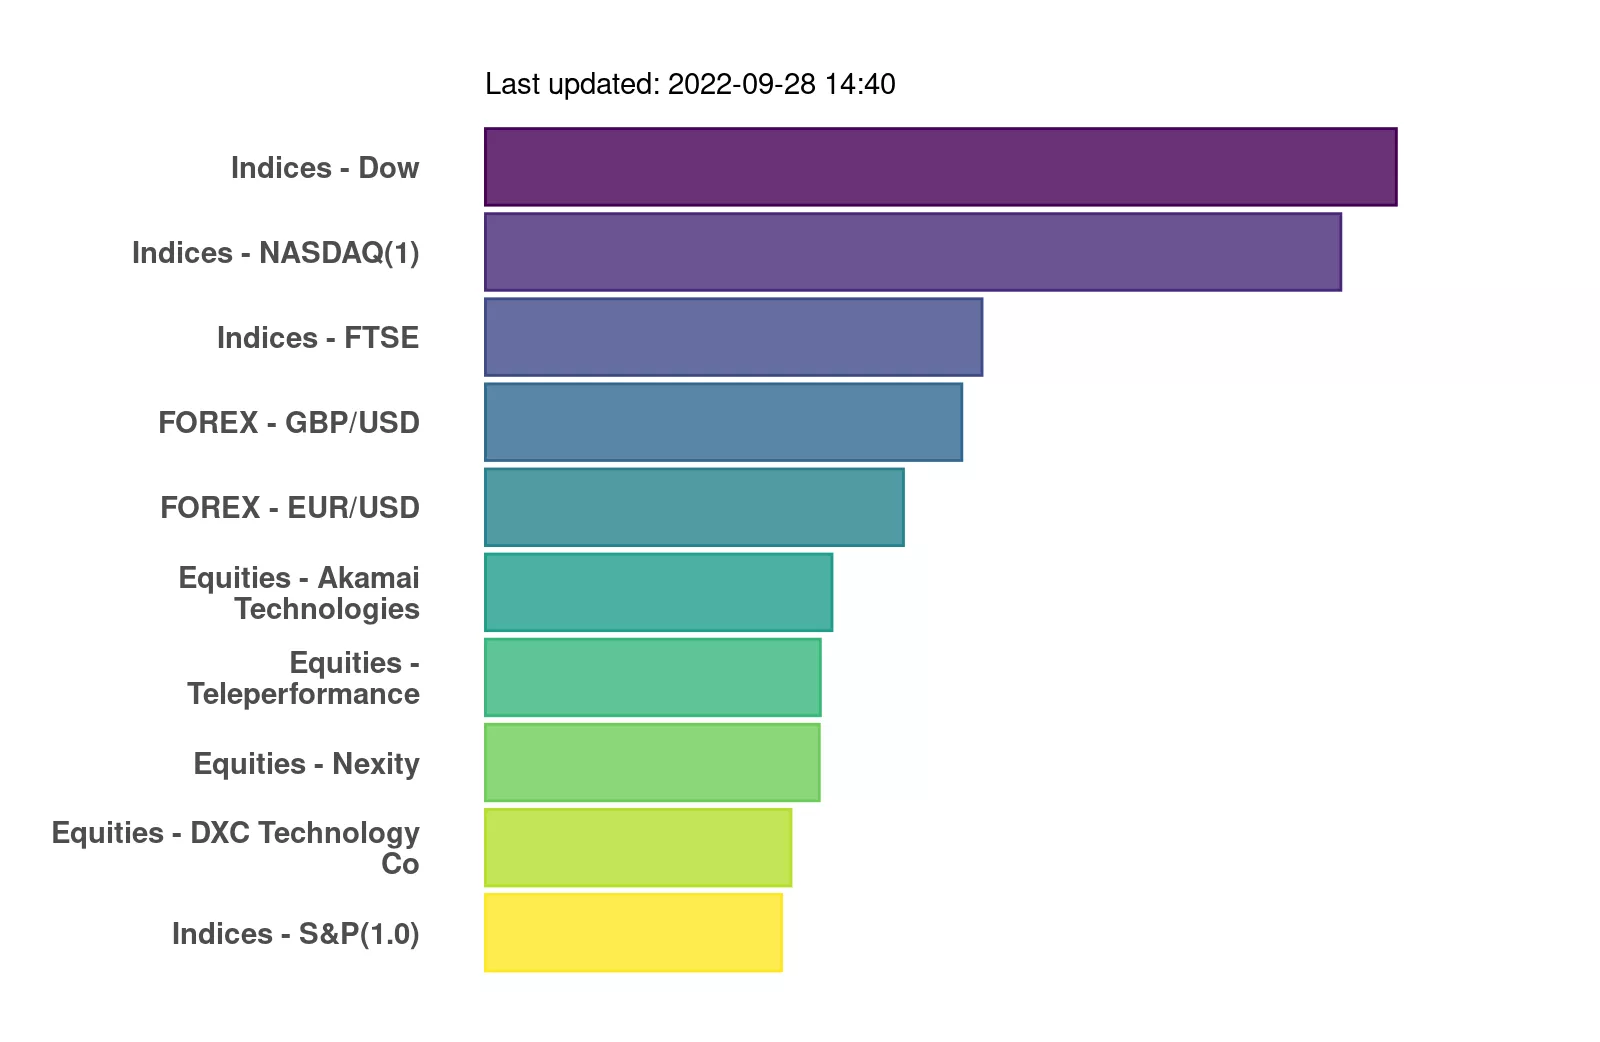 Last updated: 2022-09-28 14:40
Indices - Dow
Indices - NASDAQ(1)
Indices - FTSE
FOREX - GBP/USD
FOREX - EUR/USD
Equities - Akamai
Technologies
Equities -
Teleperformance
Equities - Nexity
Equities - DXC Technology
Co
Indices - S&P(1.0)